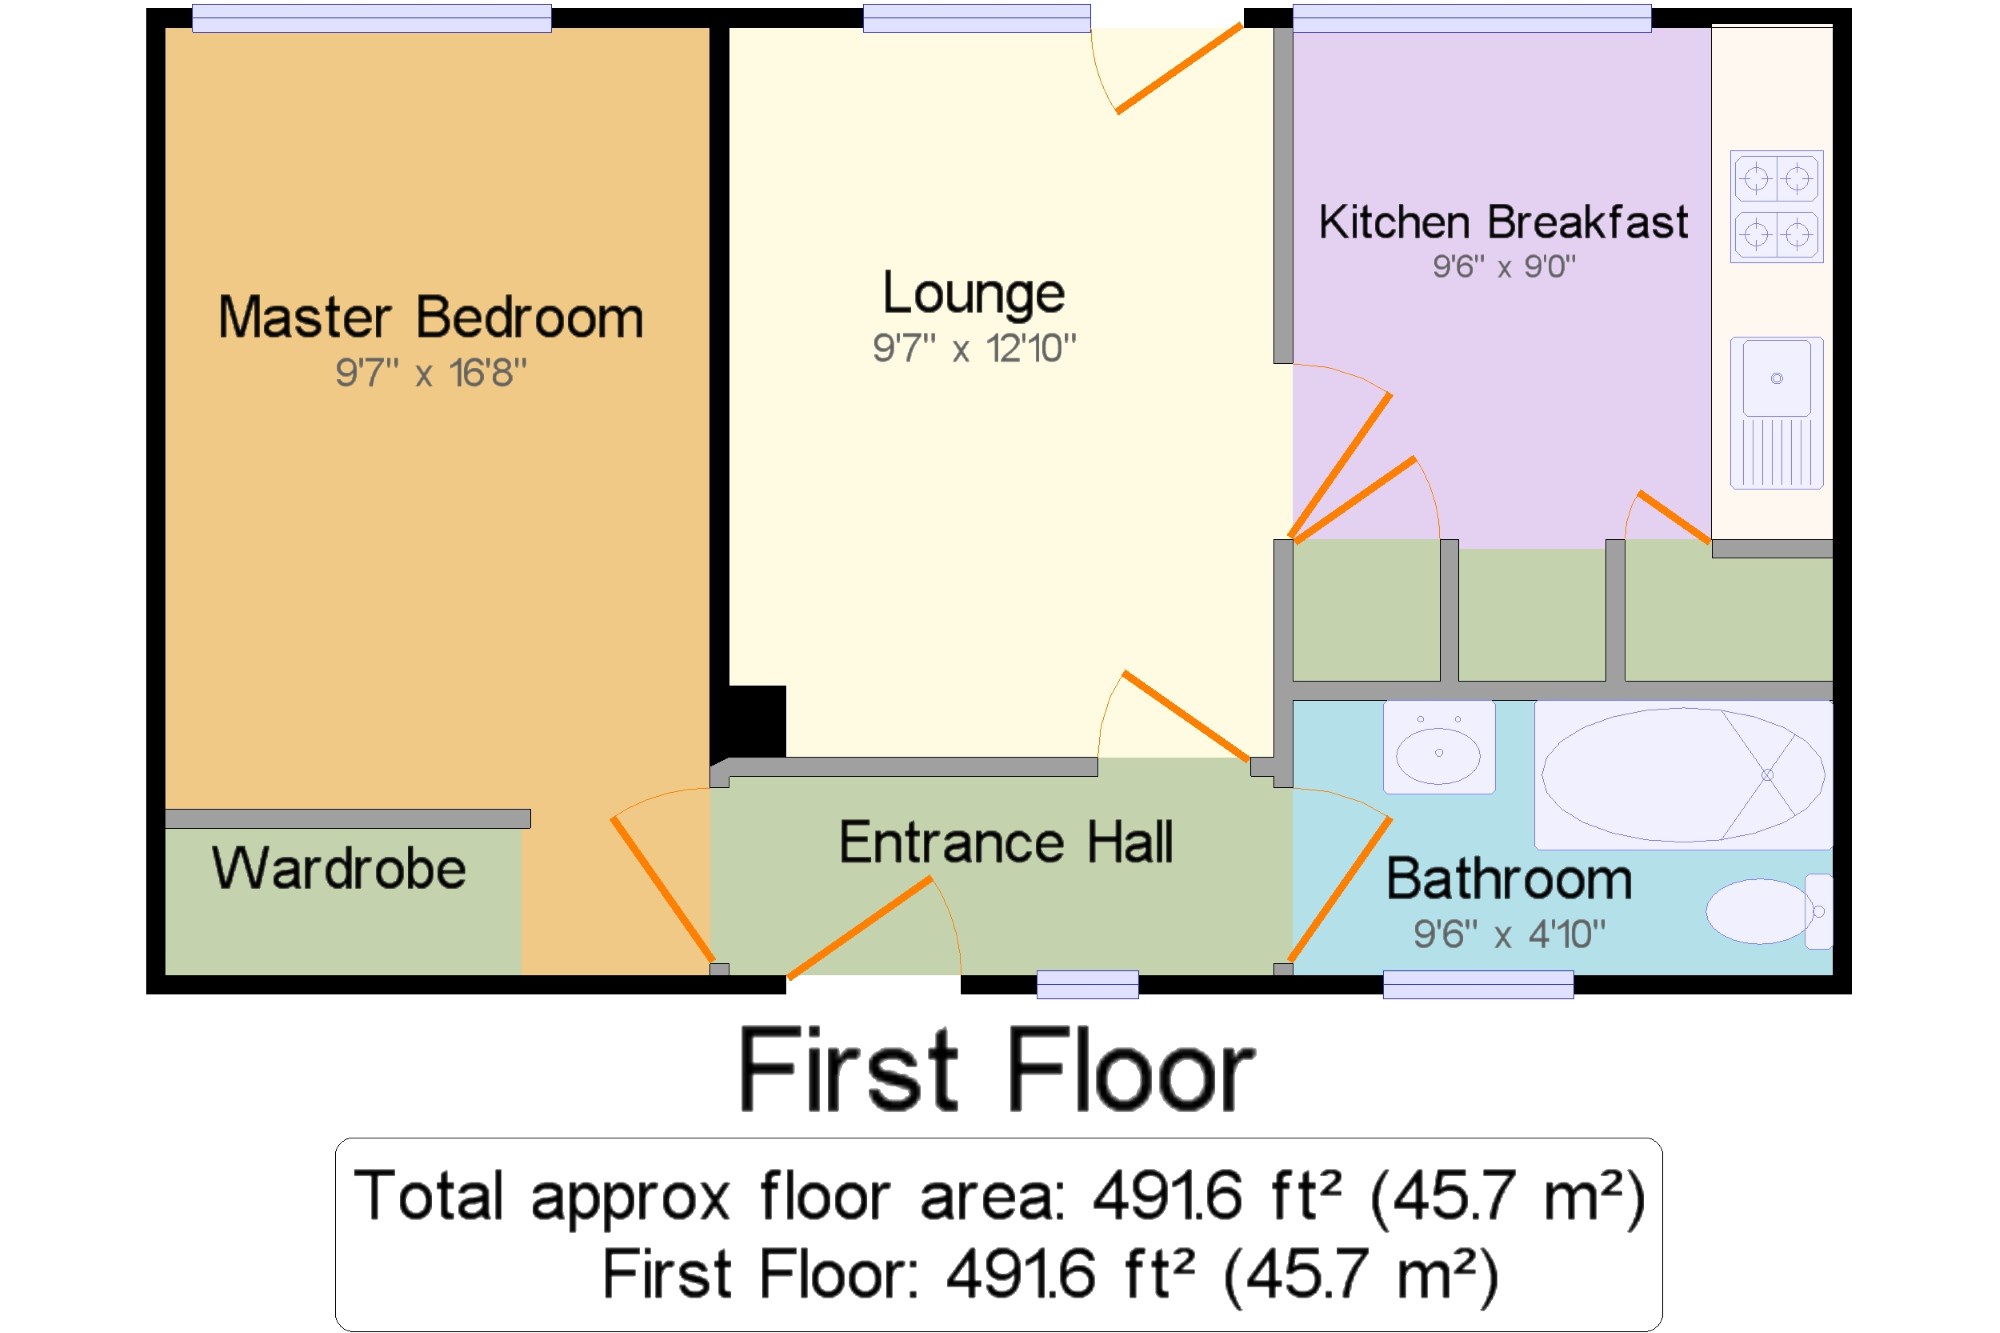 Master Bedroom
9'7" x 16'8"
Lounge
9'7" x 12'10"
Kitchen Breakfast
9'6" x 9'0"
Wardrobe
Entrance Hall
Bathroom
9'6" x 4'10"
First Floor
Total approx floor area: 491.6 ft² (45.7 m²)
First Floor: 491.6 ft² (45.7 m²)